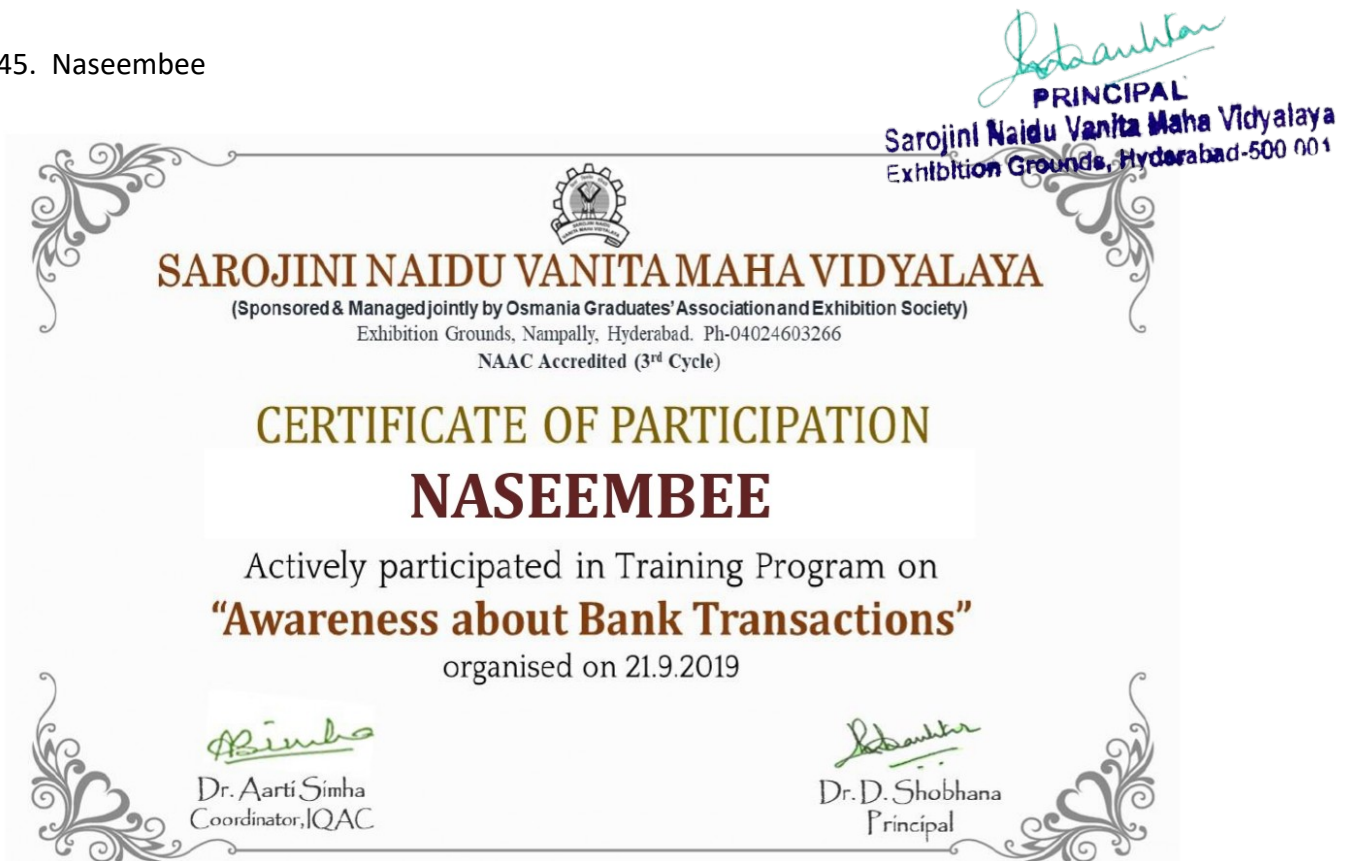 45. Naseembee
PRINCIPAL
Sarojini Naidu Vanita Maha Vidyalaya
Exhibition Grounds, Hyderabad-500 001
SAROJINI NAIDU VANITA MAHA VIDYALAYA
(Sponsored & Managed jointly by Osmania Graduates' Association and Exhibition Society)
Exhibition Grounds, Nampally, Hyderabad. Ph-04024603266
NAAC Accredited (3rd Cycle)
CERTIFICATE OF PARTICIPATION
NASEEMBEE
Actively participated in Training Program on
“Awareness about Bank Transactions”
organised on 21.9.2019
Dr. Aarti Simha
Coordinator, IQAC
Dr. D. Shobhana
Principal